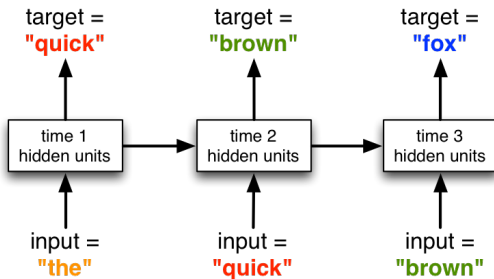 target =
"quick"
target =
"brown"
target =
"fox"
time 1
hidden units
time 2
hidden units
time 3
hidden units
input =
"the"
input =
"quick"
input =
"brown"